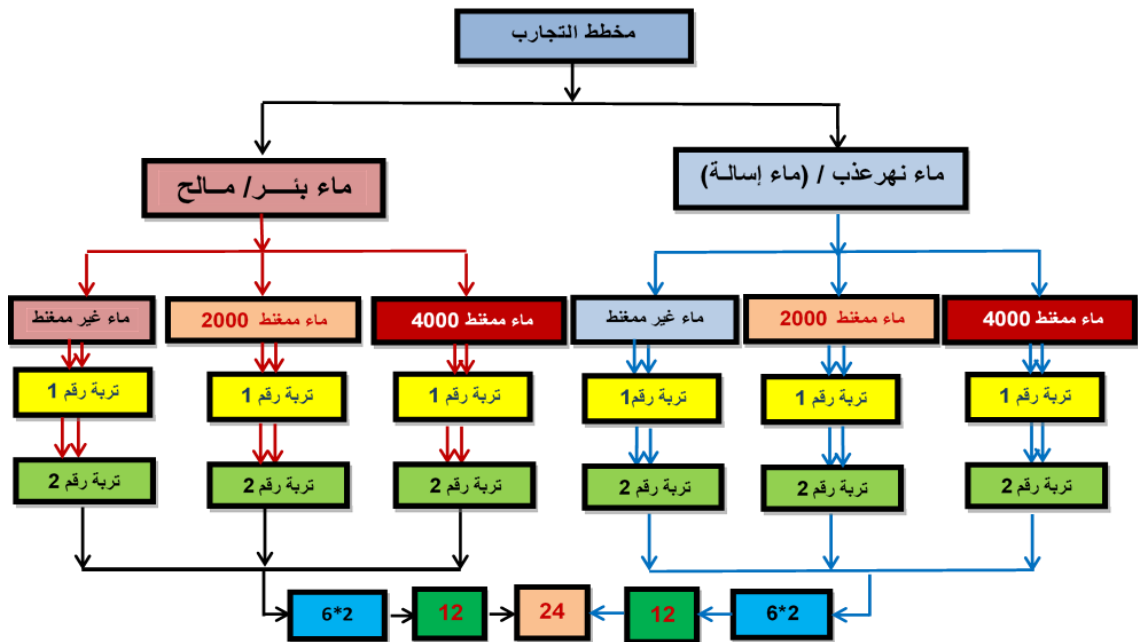 مخطط التجارب
ماء نهرعذب / (ماء إسالـة)
ماء بئـــر/ مــالح
ماء ممغنط 4000
ماء ممغنط 2000
ماء غير ممغنط
ماء ممغنط 4000
ماء ممغنط 2000
ماء غير ممغنط
تربة رقم 1
تربة رقم 1
تربة رقم1
تربة رقم 1
تربة رقم 1
تربة رقم 1
تربة رقم 2
تربة رقم 2
تربة رقم 2
تربة رقم 2
تربة رقم 2
تربة رقم 2
6*2
12
24
12
6*2